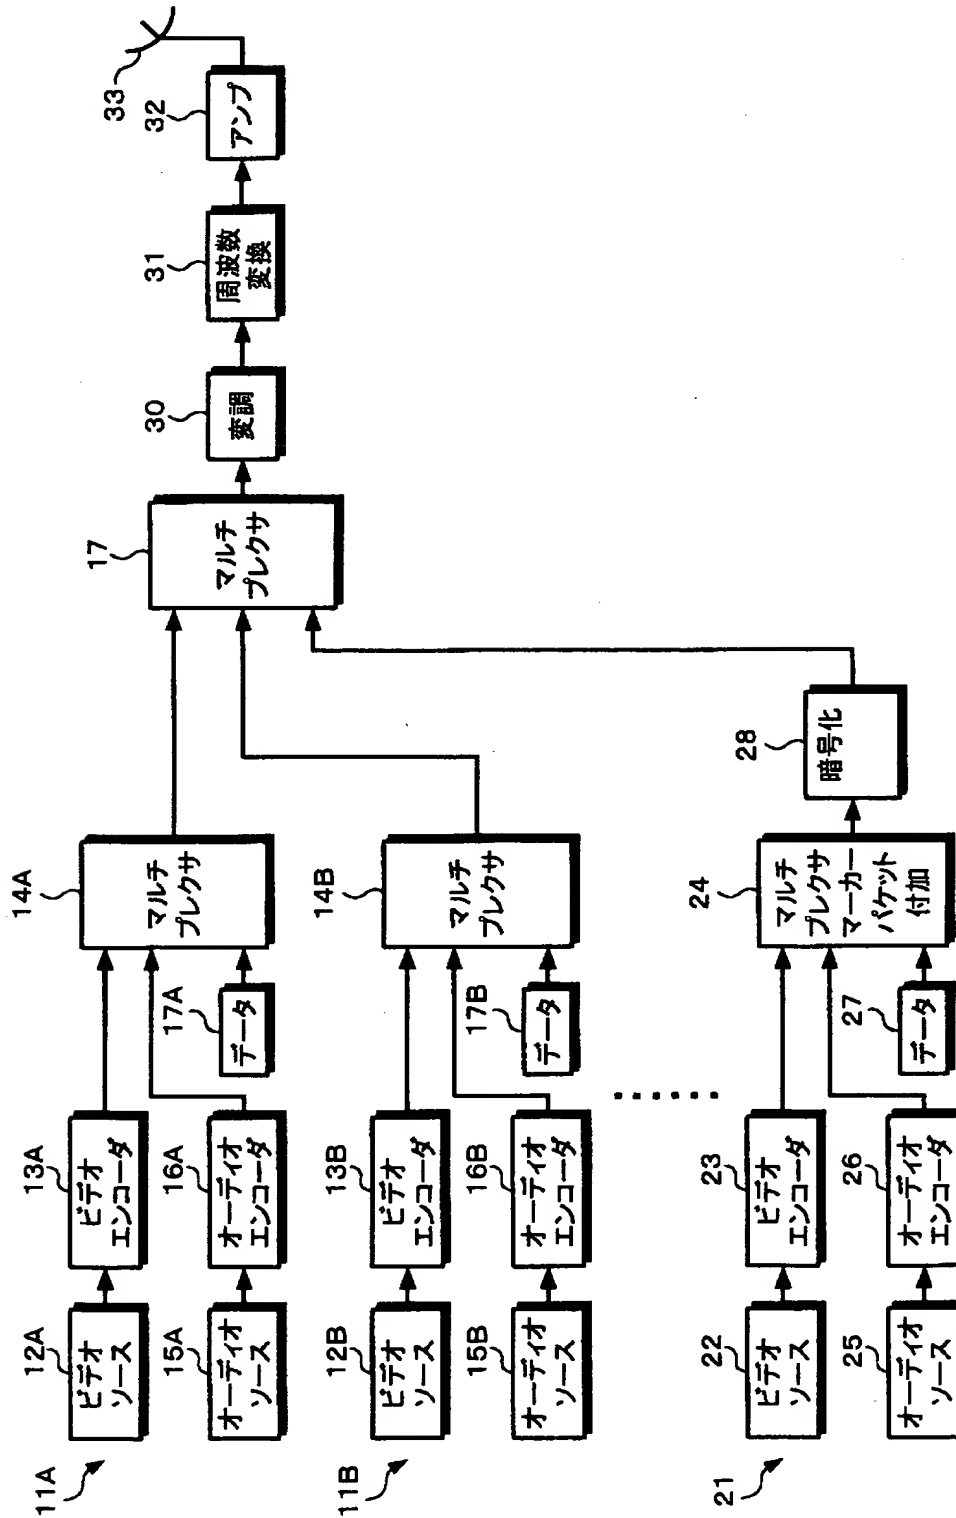 11A
12A
ビデオ
ソース
13A
ビデオ
エンコーダ
15A
オーディオ
ソース
16A
オーディオ
エンコーダ
17A
データ
14A
マルチ
プレクサ
11B
12B
ビデオ
ソース
13B
ビデオ
エンコーダ
15B
オーディオ
ソース
16B
オーディオ
エンコーダ
17B
データ
14B
マルチ
プレクサ
21
22
ビデオ
ソース
23
ビデオ
エンコーダ
25
オーディオ
ソース
26
オーディオ
エンコーダ
27
データ
24
マルチ
プレクサ
マーカー
パケット
付加
28
暗号化
17
マルチ
プレクサ
30
変調
31
周波数
変換
32
アンプ
33